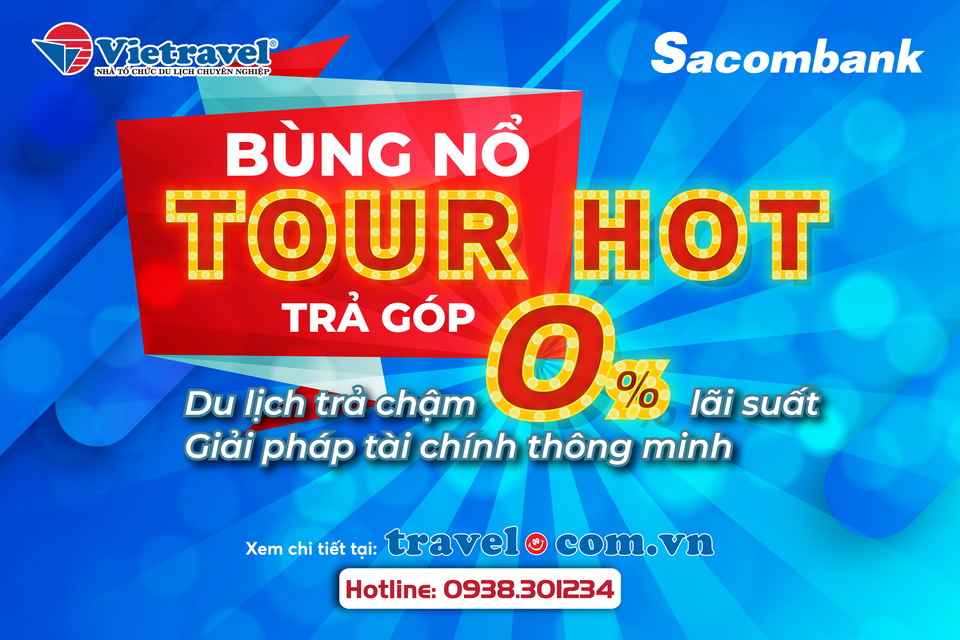 Vietravel®
NHÀ TỔ CHỨC DU LỊCH CHUYÊN NGHIỆP
Sacombank
BÙNG NỔ
TOUR HOT
TRẢ GÓP 0%
Du lịch trả chậm lãi suất
Giải pháp tài chính thông minh
Xem chi tiết tại: travel.com.vn
Hotline: 0938.301234